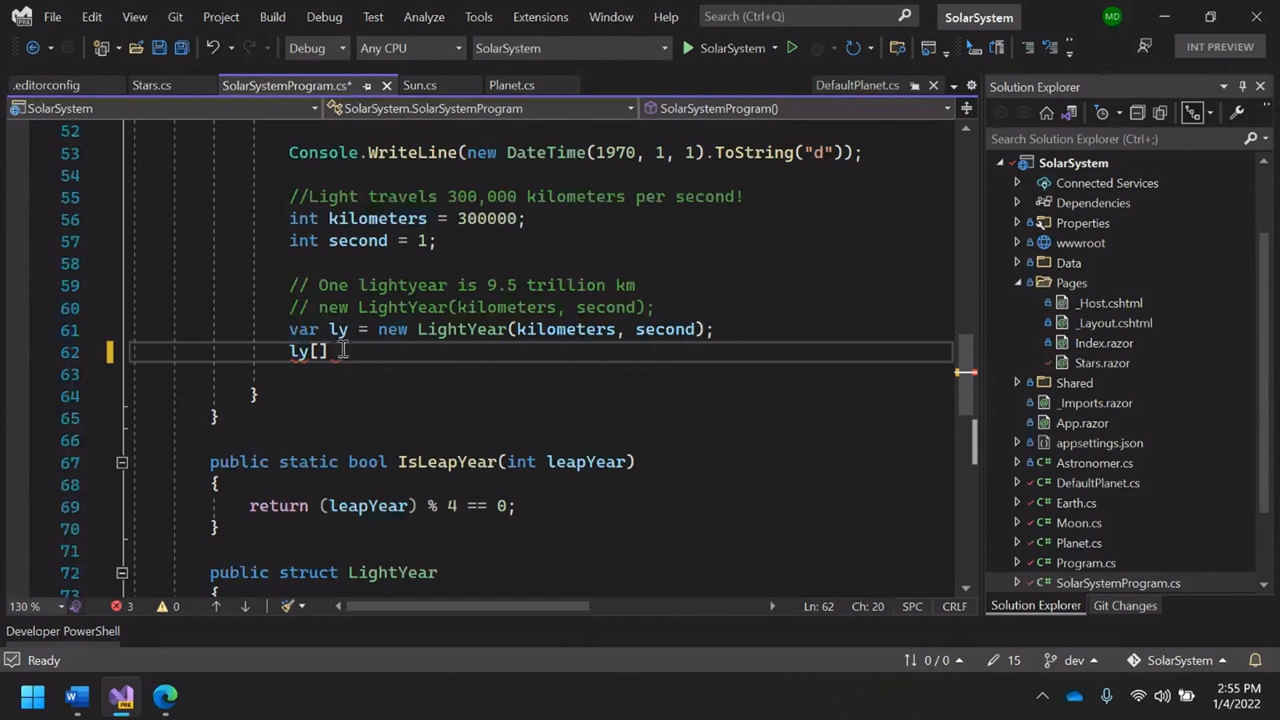 File Edit View Git Project Build Debug Test Analyze Tools Extensions Window Help Search (Ctrl+Q) SolarSystem MD
PRE
Debug Any CPU SolarSystem SolarSystem INT PREVIEW
.editorconfig Stars.cs SolarSystemProgram.cs* Sun.cs Planet.cs DefaultPlanet.cs Solution Explorer
SolarSystem SolarSystem.SolarSystemProgram SolarSystemProgram()
Search Solution Explorer (Ctrl+;)
52
53 Console.WriteLine(new DateTime(1970, 1, 1).ToString("d"));
54
55 //Light travels 300,000 kilometers per second!
56 int kilometers = 300000;
57 int second = 1;
58
59 // One lightyear is 9.5 trillion km
60 // new LightYear(kilometers, second);
61 var ly = new LightYear(kilometers, second);
62 ly[]
63
64 }
65 }
66
67 public static bool IsLeapYear(int leapYear)
68 {
69 return (leapYear) % 4 == 0;
70 }
71
72 public struct LightYear
73 {
SolarSystem
Connected Services
Dependencies
Properties
wwwroot
Data
Pages
_Host.cshtml
_Layout.cshtml
Index.razor
Stars.razor
Shared
_Imports.razor
App.razor
appsettings.json
Astronomer.cs
DefaultPlanet.cs
Earth.cs
Moon.cs
Planet.cs
Program.cs
SolarSystemProgram.cs
130 % 3 0 Ln: 62 Ch: 20 SPC CRLF
Solution Explorer Git Changes
Developer PowerShell
Ready 0 / 0 15 dev SolarSystem
PRE
2:55 PM
1/4/2022